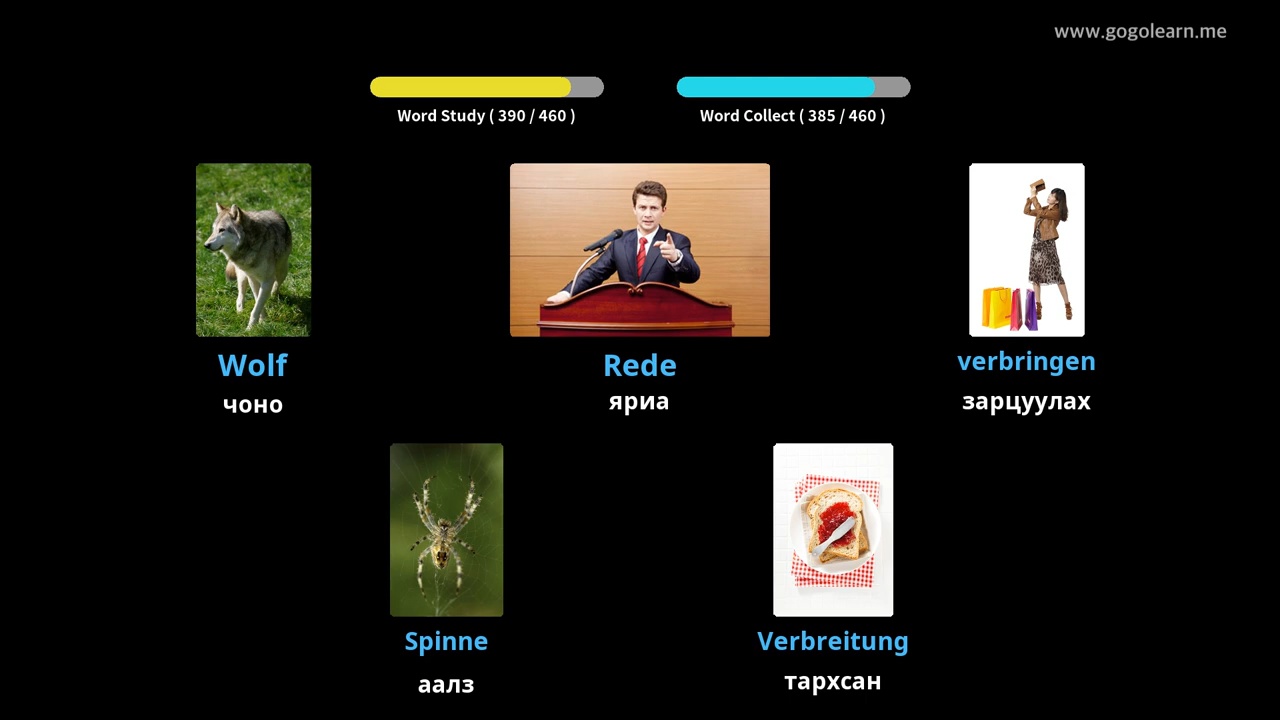 www.gogolearn.me
Word Study ( 390 / 460 )
Word Collect ( 385 / 460 )
Wolf
чоно
Rede
яриа
verbringen
зарцуулах
Spinne
аалз
Verbreitung
тархсан